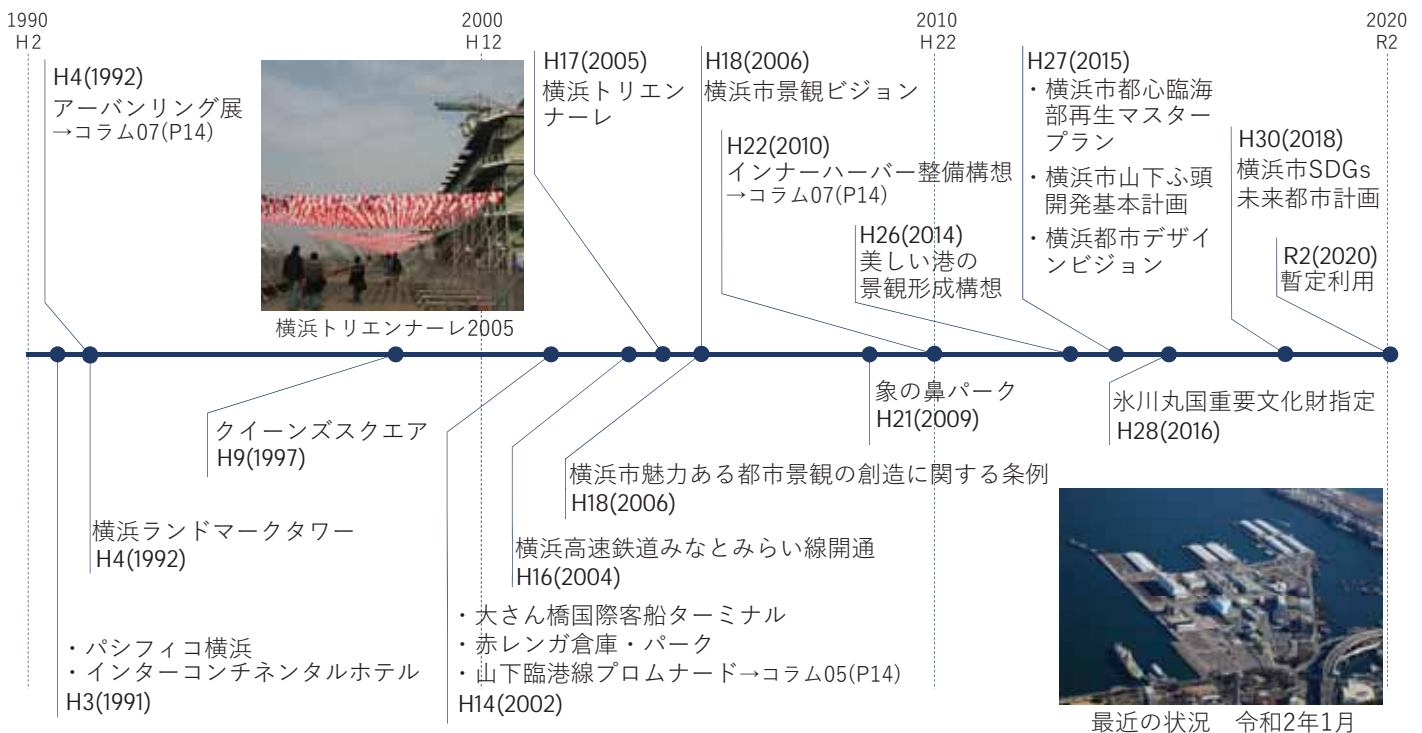 1990
H2
2000
H12
2010
H22
2020
R2
H4(1992)
アーバンリング展
→コラム07(P14)
横浜トリエンナーレ2005
H17(2005)
横浜トリエン
ナーレ
H18(2006)
横浜市景観ビジョン
H22(2010)
インナーハーバー整備構想
→コラム07(P14)
H26(2014)
美しい港の
景観形成構想
H27(2015)
・横浜市都心臨海
部再生マスター
プラン
・横浜市山下ふ頭
開発基本計画
・横浜都市デザイ
ンビジョン
H30(2018)
横浜市SDGs
未来都市計画
R2(2020)
暫定利用
・パシフィコ横浜
・インターコンチネンタルホテル
H3(1991)
横浜ランドマークタワー
H4(1992)
クイーンズスクエア
H9(1997)
・大さん橋国際客船ターミナル
・赤レンガ倉庫・パーク
・山下臨港線プロムナード→コラム05(P14)
H14(2002)
横浜高速鉄道みなとみらい線開通
H16(2004)
横浜市魅力ある都市景観の創造に関する条例
H18(2006)
象の鼻パーク
H21(2009)
氷川丸国重要文化財指定
H28(2016)
最近の状況　令和2年1月